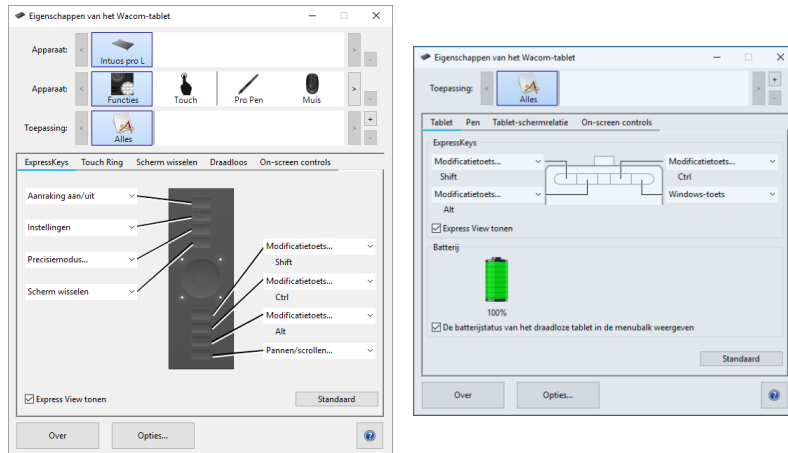 Eigenschappen van het Wacom-tablet
Apparaat:
Intuos pro L
Apparaat:
Functies
Touch
Pro Pen
Muis
Toepassing:
Alles
ExpressKeys
Touch Ring
Scherm wisselen
Draadloos
On-screen controls
Aanraking aan/uit
Instellingen
Precisiemodus...
Scherm wisselen
Modificatietoets...
Shift
Modificatietoets...
Ctrl
Modificatietoets...
Alt
Pannen/scrollen...
Express View tonen
Standaard
Over
Opties...
Eigenschappen van het Wacom-tablet
Toepassing:
Alles
Tablet
Pen
Tablet-schermrelatie
On-screen controls
ExpressKeys
Modificatietoets...
Shift
Modificatietoets...
Alt
Modificatietoets...
Ctrl
Windows-toets
Express View tonen
Batterij
100%
De batterijstatus van het draadloze tablet in de menubalk weergeven
Standaard
Over
Opties...